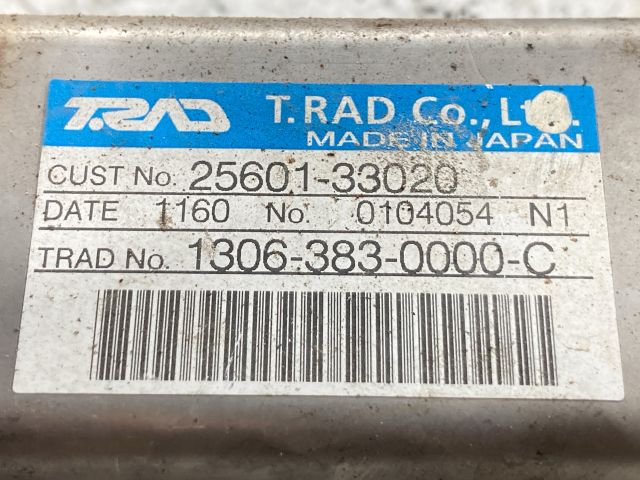 T.RAD T.RAD Co., Ltd.
MADE IN JAPAN
CUST No. 25601-33020
DATE 1160 No. 0104054 N1
TRAD No. 1306-383-0000-C